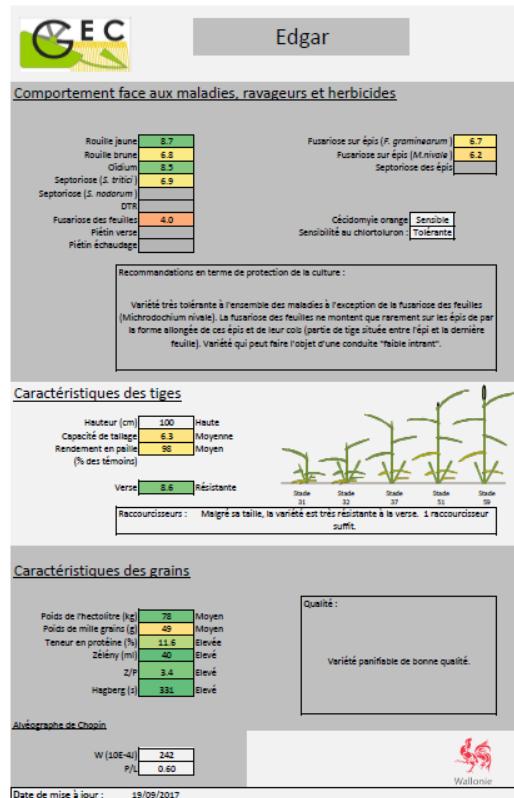 GEC
Edgar
Comportement face aux maladies, ravageurs et herbicides
Rouille jaune 8.7
Rouille brune 6.8
Oïdium 8.5
Septoriose (S. tritici) 6.9
Septoriose (S. nodorum)
DTR
Fusariose des feuilles 4.0
Piétin verse
Piétin échaudage
Fusariose sur épis (F. graminearum) 6.7
Fusariose sur épis (M.nivale) 6.2
Septoriose des épis
Cécidomyie orange Sensible
Sensibilité au chlortoluron : Tolérante
Recommandations en terme de protection de la culture :
Variété très tolérante à l'ensemble des maladies à l'exception de la fusariose des feuilles
(Michrodochium nivale). La fusariose des feuilles ne montent que rarement sur les épis de par
la forme allongée de ces épis et de leur cols (partie de tige située entre l'épi et la dernière
feuille). Variété qui peut faire l'objet d'une conduite "faible intrant".
Caractéristiques des tiges
Hauteur (cm) 100 Haute
Capacité de tallage 6.3 Moyenne
Rendement en paille 98 Moyen
(% des témoins)
Verse 8.6 Résistante
Stade 31
Stade 32
Stade 37
Stade 51
Stade 59
Raccourcisseurs : Malgré sa taille, la variété est très résistante à la verse. 1 raccourcisseur
suffit.
Caractéristiques des grains
Poids de l'hectolitre (kg) 78 Moyen
Poids de mille grains (g) 49 Moyen
Teneur en protéine (%) 11.6 Elevée
Zélény (ml) 40 Elevé
Z/P 3.4 Elevé
Hagberg (s) 331 Elevé
Qualité :
Variété panifiable de bonne qualité.
Alvéographe de Chopin
W (10E-4J) 242
P/L 0.60
Wallonie
Date de mise à jour : 19/09/2017